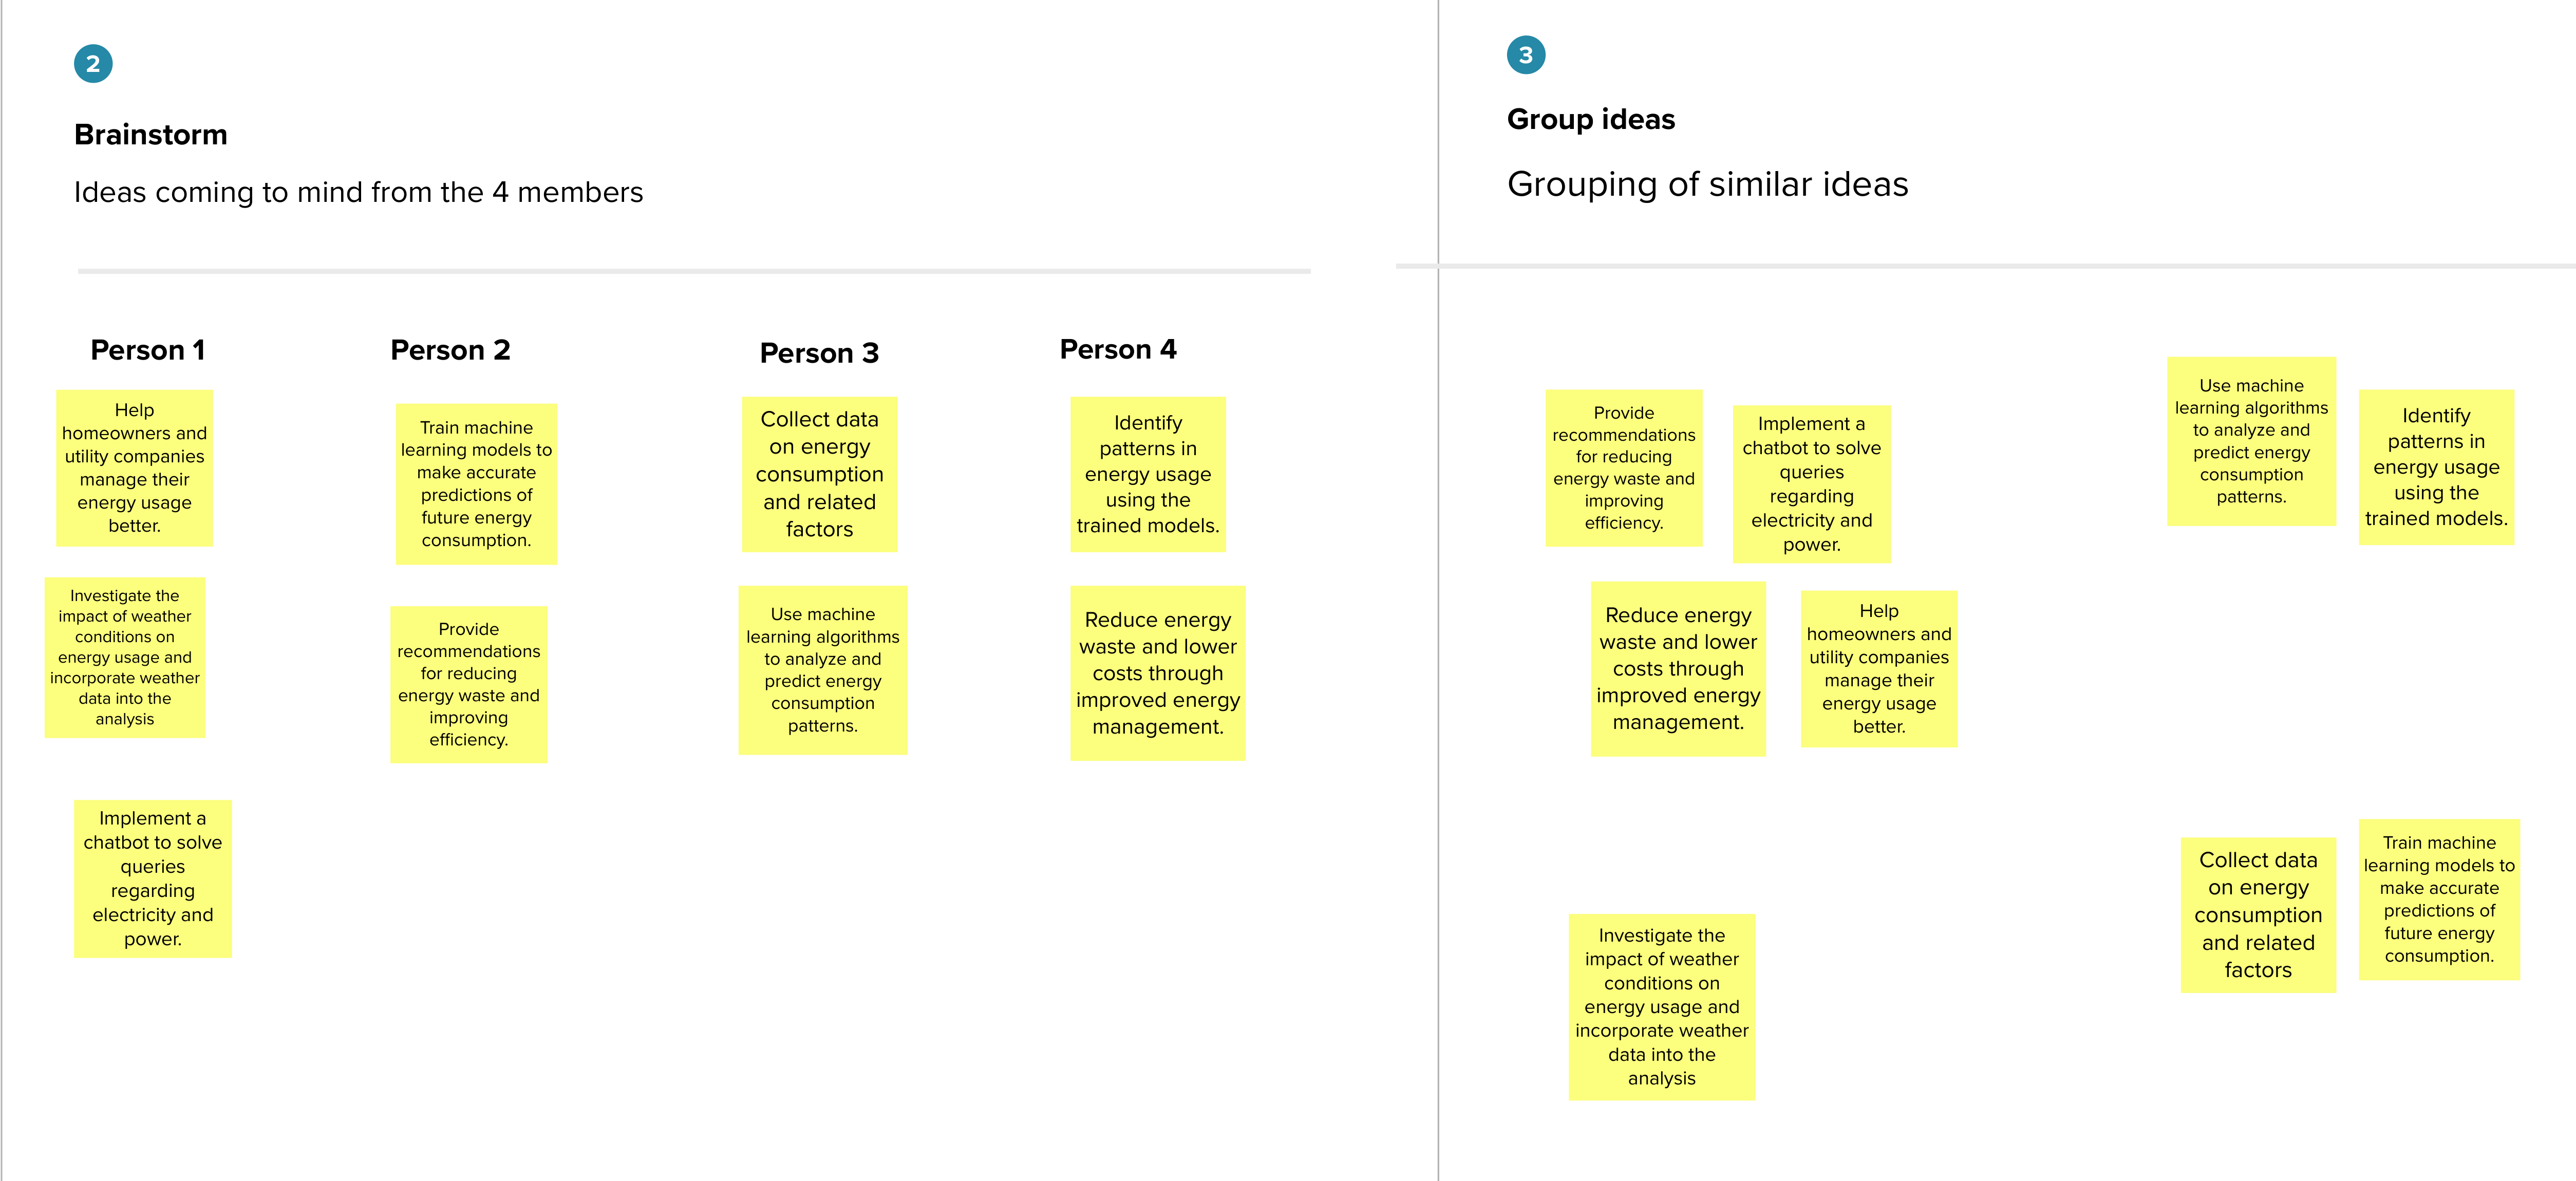 2
Brainstorm
Ideas coming to mind from the 4 members
Person 1
Help
homeowners and
utility companies
manage their
energy usage
better.
Investigate the
impact of weather
conditions on
energy usage and
incorporate weather
data into the
analysis
Implement a
chatbot to solve
queries
regarding
electricity and
power.
Person 2
Train machine
learning models to
make accurate
predictions of
future energy
consumption.
Provide
recommendations
for reducing
energy waste and
improving
efficiency.
Person 3
Collect data
on energy
consumption
and related
factors
Use machine
learning algorithms
to analyze and
predict energy
consumption
patterns.
Person 4
Identify
patterns in
energy usage
using the
trained models.
Reduce energy
waste and lower
costs through
improved energy
management.
3
Group ideas
Grouping of similar ideas
Provide
recommendations
for reducing
energy waste and
improving
efficiency.
Implement a
chatbot to solve
queries
regarding
electricity and
power.
Reduce energy
waste and lower
costs through
improved energy
management.
Help
homeowners and
utility companies
manage their
energy usage
better.
Use machine
learning algorithms
to analyze and
predict energy
consumption
patterns.
Identify
patterns in
energy usage
using the
trained models.
Investigate the
impact of weather
conditions on
energy usage and
incorporate weather
data into the
analysis
Collect data
on energy
consumption
and related
factors
Train machine
learning models to
make accurate
predictions of
future energy
consumption.